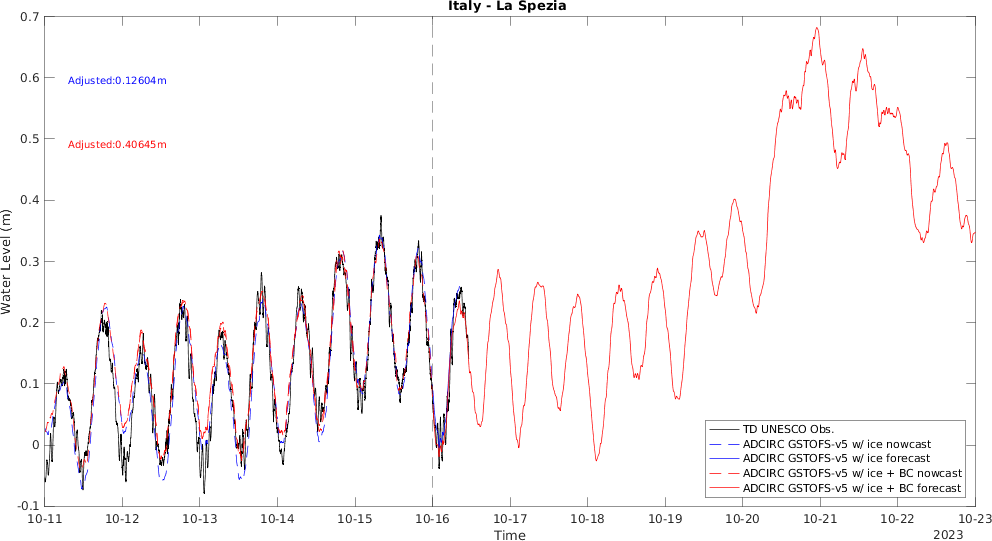 Italy - La Spezia
0.7
0.6
0.5
0.4
0.3
0.2
0.1
0
-0.1
Water Level (m)
Adjusted:0.12604m
Adjusted:0.40645m
TD UNESCO Obs.
ADCIRC GSTOFS-v5 w/ ice nowcast
ADCIRC GSTOFS-v5 w/ ice forecast
ADCIRC GSTOFS-v5 w/ ice + BC nowcast
ADCIRC GSTOFS-v5 w/ ice + BC forecast
10-11 10-12 10-13 10-14 10-15 10-16 10-17 10-18 10-19 10-20 10-21 10-22 10-23
Time
2023